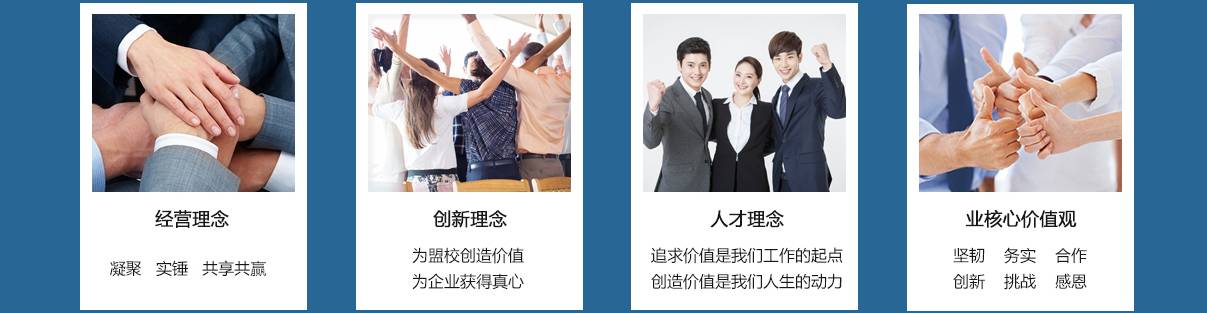 经营理念
凝聚 实锤 共享共赢
创新理念
为盟校创造价值
为企业获得真心
人才理念
追求价值是我们工作的起点
创造价值是我们人生的动力
业核心价值观
坚韧 务实 合作
创新 挑战 感恩